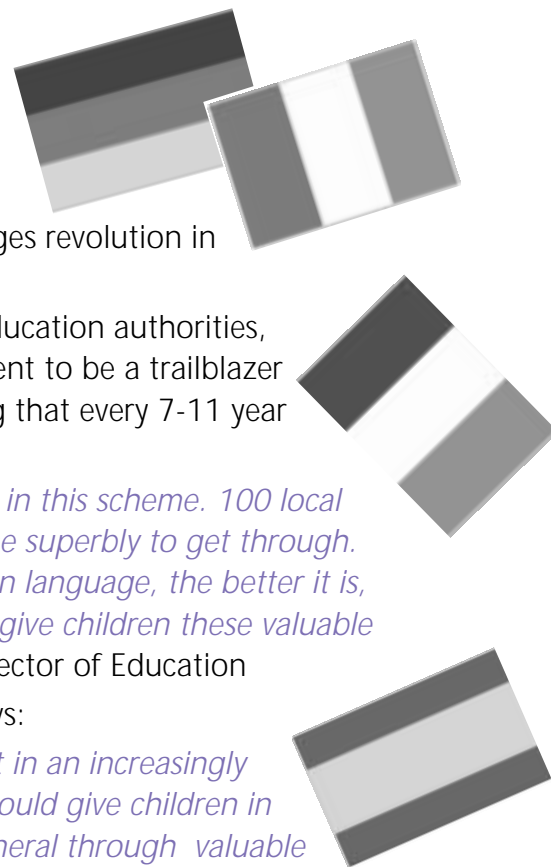 ges revolution in
ducation authorities,
ent to be a trailblazer
g that every 7-11 year
in this scheme. 100 local
e superbly to get through.
n language, the better it is,
give children these valuable
ector of Education
ys:
t in an increasingly
ould give children in
neral through valuable